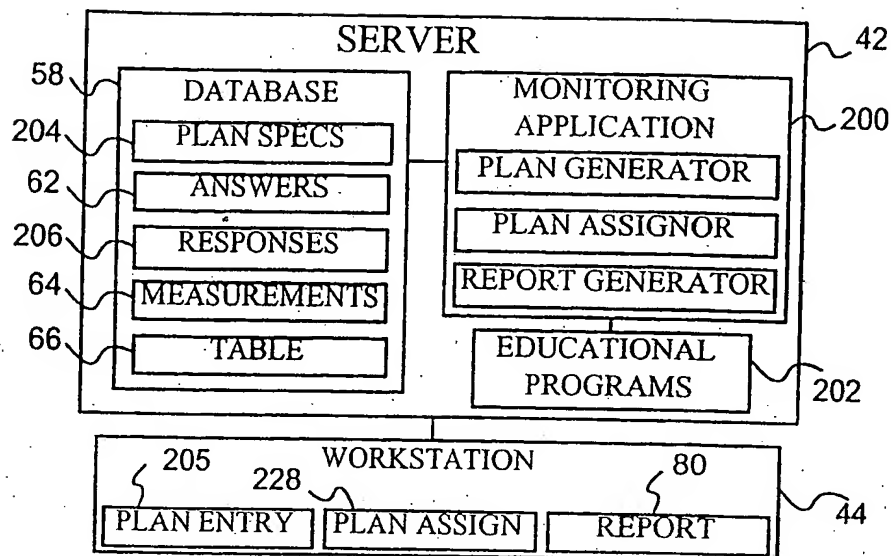 SERVER
42
58
DATABASE
204
PLAN SPECS
62
ANSWERS
206
RESPONSES
64
MEASUREMENTS
66
TABLE
MONITORING
APPLICATION
200
PLAN GENERATOR
PLAN ASSIGNOR
REPORT GENERATOR
EDUCATIONAL
PROGRAMS
202
WORKSTATION
44
205
PLAN ENTRY
228
PLAN ASSIGN
80
REPORT